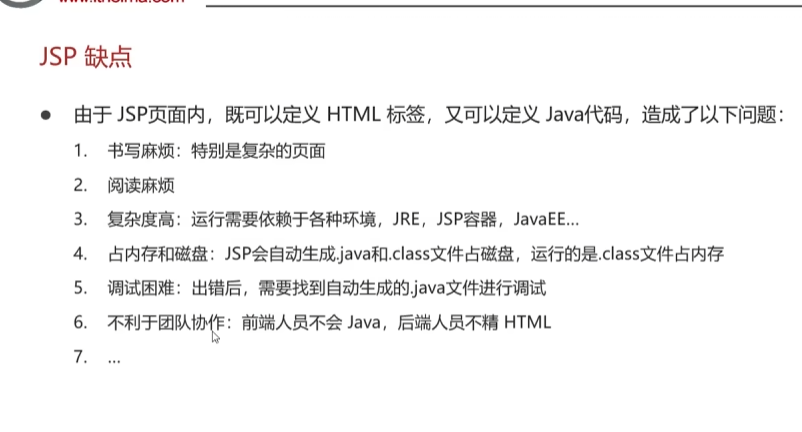 JSP 缺点
● 由于 JSP页面内，既可以定义 HTML 标签，又可以定义 Java代码，造成了以下问题：
1. 书写麻烦：特别是复杂的页面
2. 阅读麻烦
3. 复杂度高：运行需要依赖于各种环境，JRE，JSP容器，JavaEE...
4. 占内存和磁盘：JSP会自动生成.java和.class文件占磁盘，运行的是.class文件占内存
5. 调试困难：出错后，需要找到自动生成的.java文件进行调试
6. 不利于团队协作：前端人员不会 Java，后端人员不精 HTML
7. ...